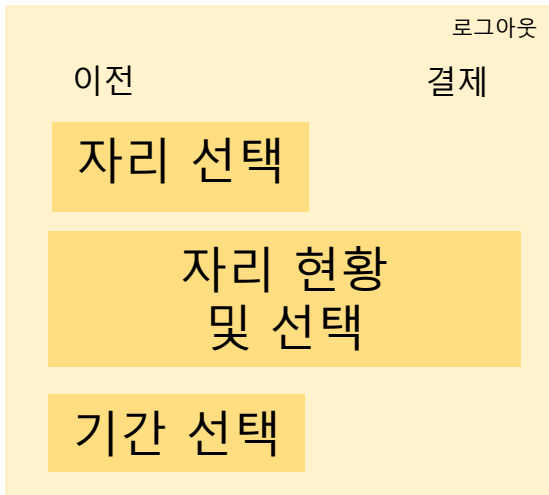 로그아웃
이전
결제
자리 선택
자리 현황
및 선택
기간 선택